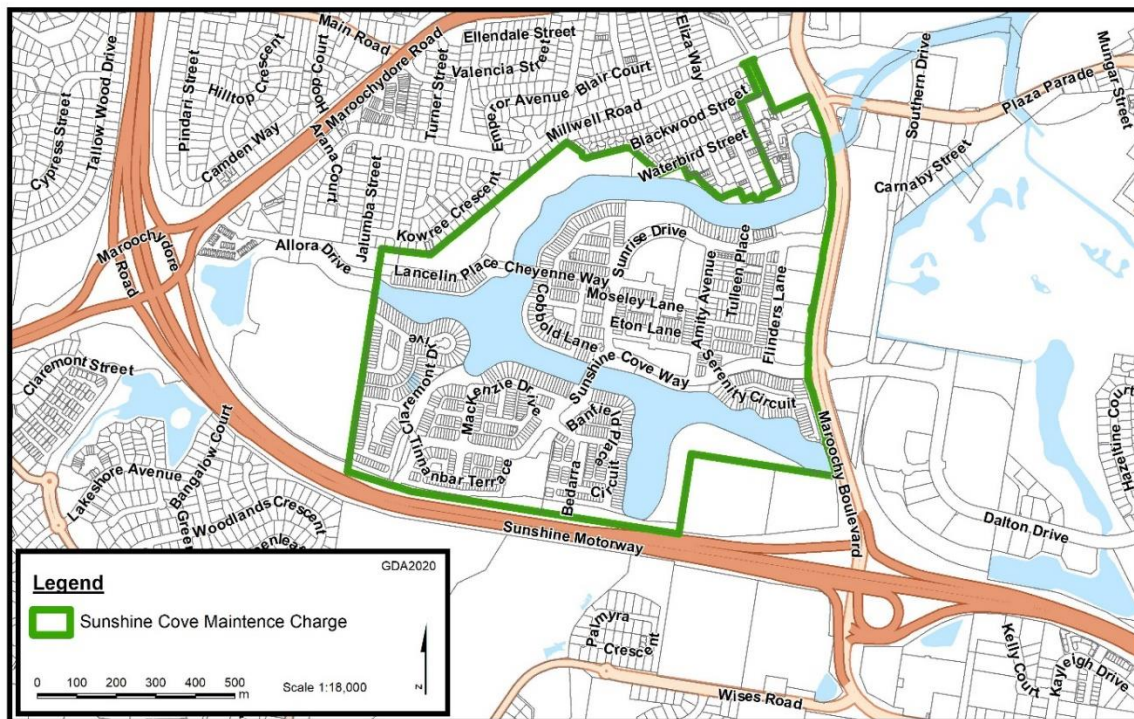 Main Road
Ellendale Street
Valencia Street
Eliza Way
Blair Court
Emperor Avenue
Hilltop Crescent
Hood Court
Aana Court
Turner Street
Maroochydore Road
Pindari Street
Tallow Wood Drive
Cypress Street
Camden Way
Millwell Road
Blackwood Street
Waterbird Street
Southern Drive
Plaza Parade
Mungar Street
Carnaby Street
Jalumba Street
Kowree Crescent
Allora Drive
Maroochydore
Road
Lancelin Place
Cheyenne Way
Sunrise Drive
Moseley Lane
Eton Lane
Cobbold Lane
Amity Avenue
Tulleen Place
Flinders Lane
Sunshine Cove Way
Serenity Circuit
Claremont Drive
Mackenzie Drive
Timanbar Terrace
Banfield Place
Bedarra Circuit
Claremont Street
Lakeshore Avenue
Bangalow Court
Woodlands Crescent
Sunshine Motorway
Maroochy Boulevard
Dalton Drive
Palmyra
Crescent
Wises Road
Kelly Court
Kayleigh Drive
Legend
GDA2020
Sunshine Cove Maintence Charge
0 100 200 300 400 500
m
Scale 1:18,000
z